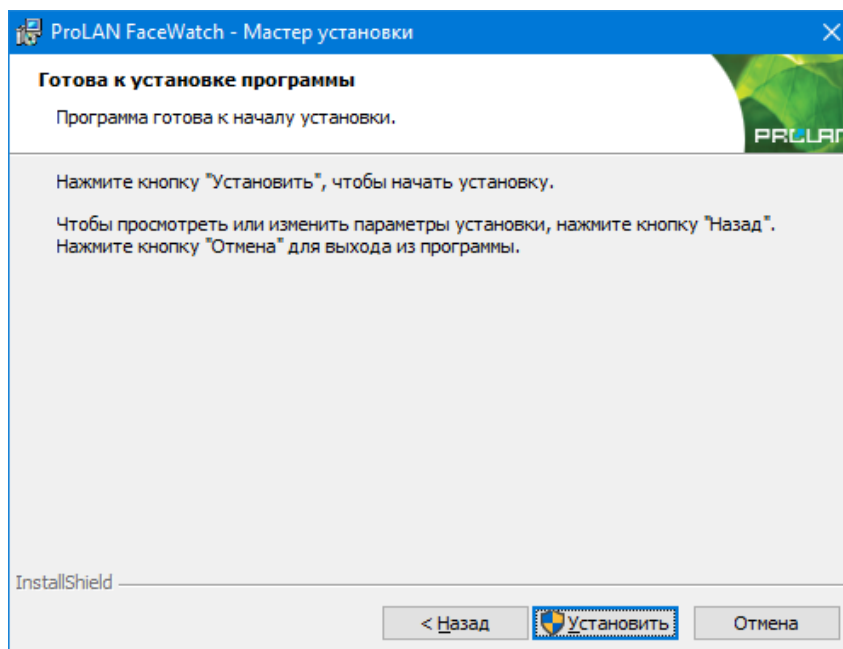 ProLAN FaceWatch - Мастер установки
Готова к установке программы
Программа готова к началу установки.
PROLAN
Нажмите кнопку "Установить", чтобы начать установку.
Чтобы просмотреть или изменить параметры установки, нажмите кнопку "Назад".
Нажмите кнопку "Отмена" для выхода из программы.
InstallShield
< Назад
Установить
Отмена